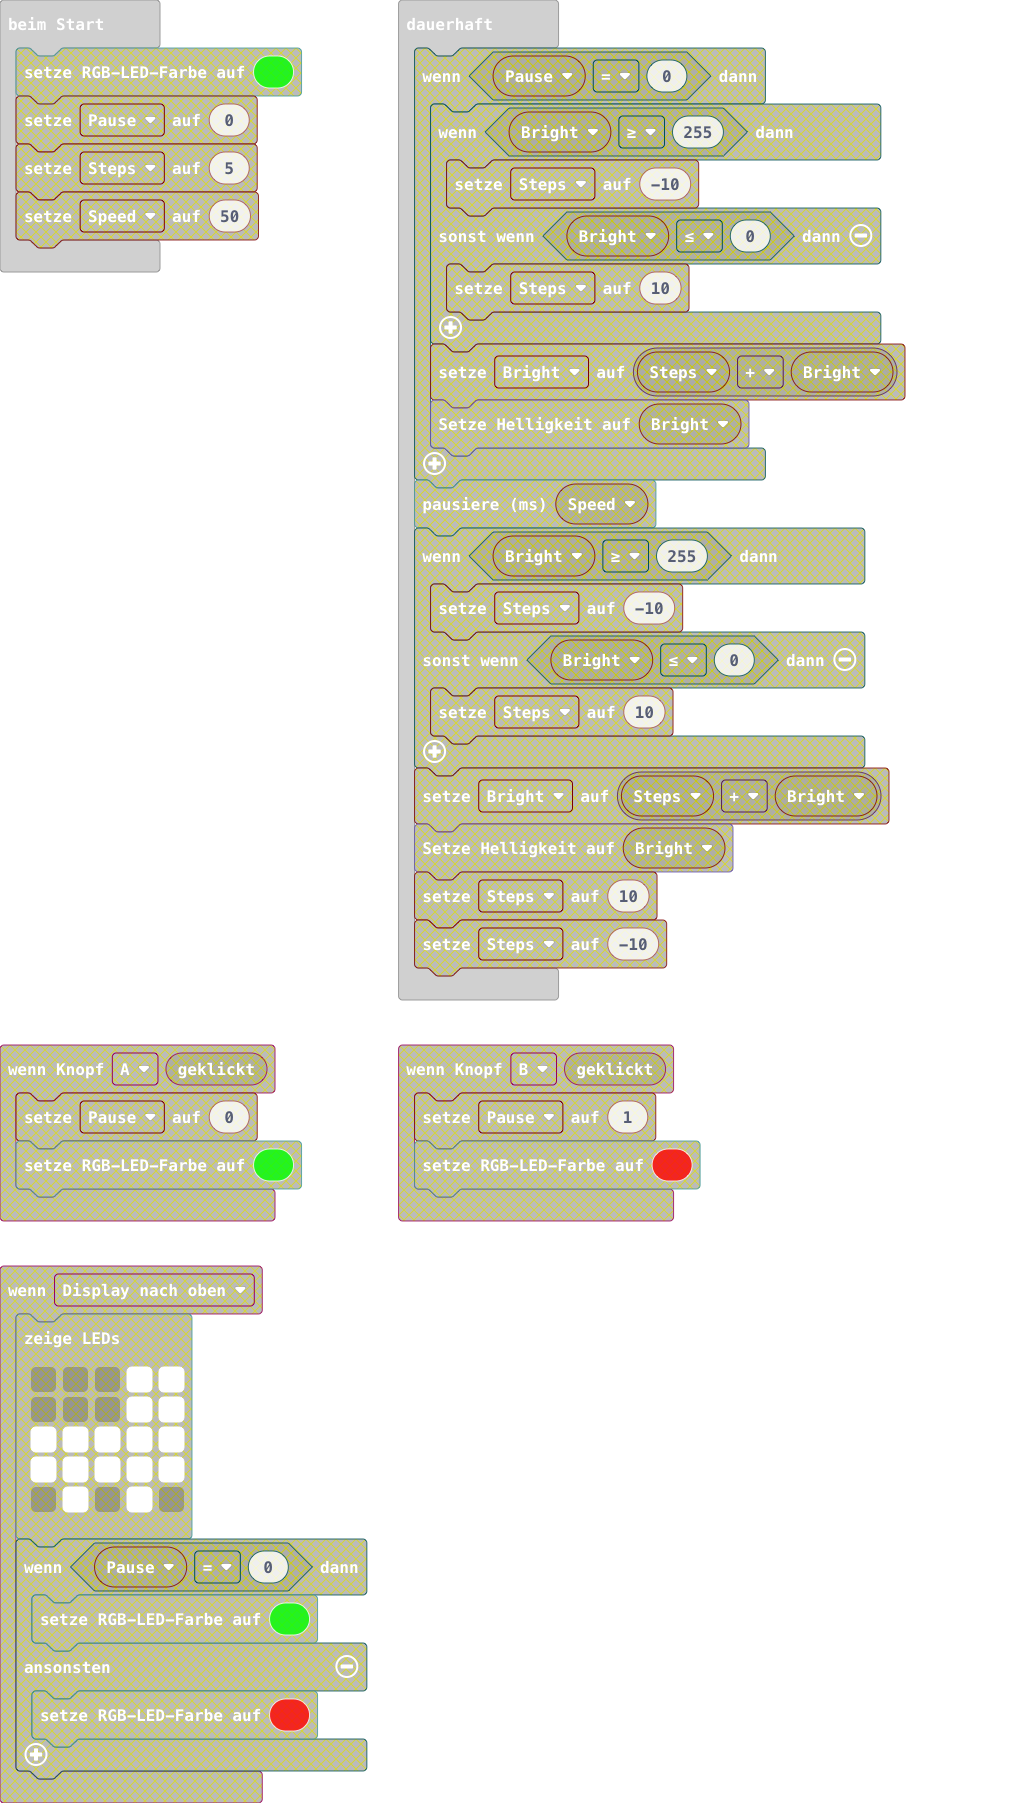 beim Start
setze RGB-LED-Farbe auf
setze Pause auf 0
setze Steps auf 5
setze Speed auf 50
dauerhaft
wenn Pause = 0 dann
wenn Bright ≥ 255 dann
setze Steps auf -10
sonst wenn Bright ≤ 0 dann
setze Steps auf 10
setze Bright auf Steps + Bright
Setze Helligkeit auf Bright
pausiere (ms) Speed
wenn Bright ≥ 255 dann
setze Steps auf -10
sonst wenn Bright ≤ 0 dann
setze Steps auf 10
setze Bright auf Steps + Bright
Setze Helligkeit auf Bright
setze Steps auf 10
setze Steps auf -10
wenn Knopf A geklickt
setze Pause auf 0
setze RGB-LED-Farbe auf
wenn Knopf B geklickt
setze Pause auf 1
setze RGB-LED-Farbe auf
wenn Display nach oben
zeige LEDs
wenn Pause = 0 dann
setze RGB-LED-Farbe auf
ansonsten
setze RGB-LED-Farbe auf